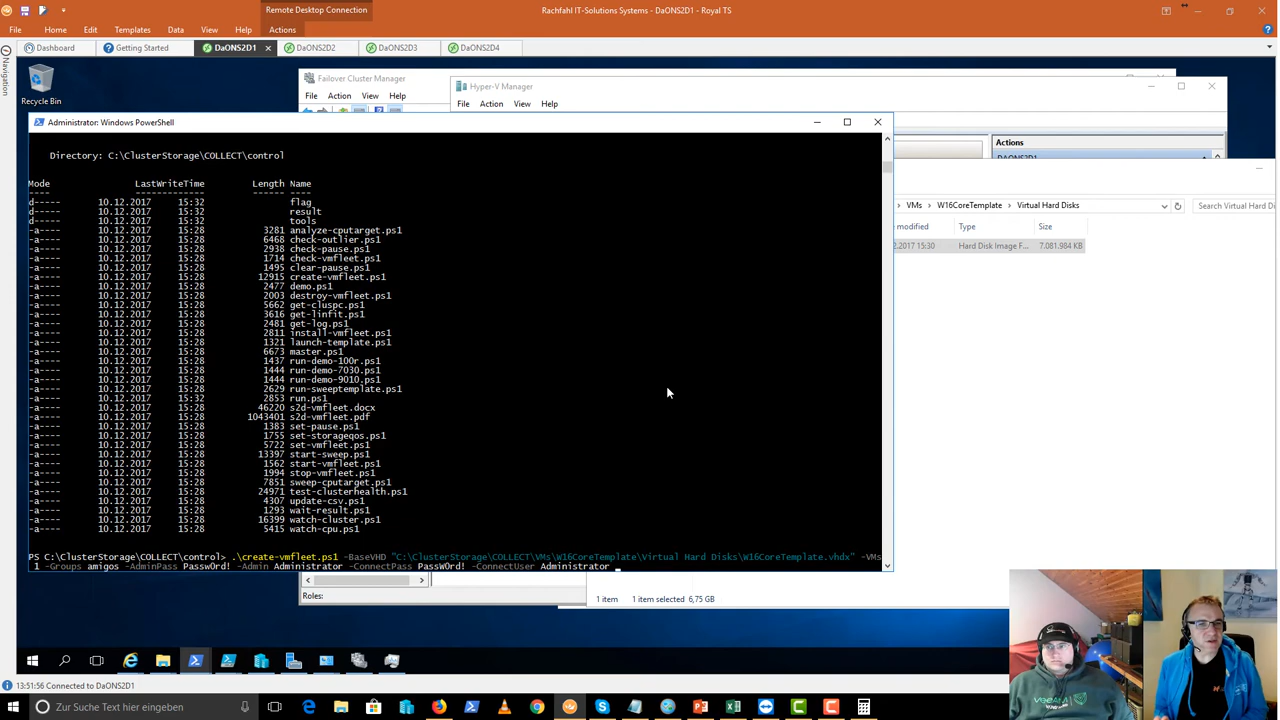 Remote Desktop Connection
Rachfahl IT-Solutions Systems - DaONS2D1 - Royal TS
File Home Edit Templates Data View Help Actions
Dashboard Getting Started DaONS2D1 DaONS2D2 DaONS2D3 DaONS2D4
Navigation
Recycle Bin
Failover Cluster Manager
File Action View Help
Hyper-V Manager
File Action View Help
Actions
DAONS2D1
VMs W16CoreTemplate Virtual Hard Disks Search Virtual Hard D
modified Type Size
.2017 15:30 Hard Disk Image F... 7.081.984 KB
Administrator: Windows PowerShell
Directory: C:\ClusterStorage\COLLECT\control
Mode LastWriteTime Length Name
---- ------------- ------ ----
d----- 10.12.2017 15:32 flag
d----- 10.12.2017 15:32 result
d----- 10.12.2017 15:32 tools
-a---- 10.12.2017 15:28 3281 analyze-cputarget.ps1
-a---- 10.12.2017 15:28 6468 check-outlier.ps1
-a---- 10.12.2017 15:28 2938 check-pause.ps1
-a---- 10.12.2017 15:28 1714 check-vmfleet.ps1
-a---- 10.12.2017 15:28 1495 clear-pause.ps1
-a---- 10.12.2017 15:28 12915 create-vmfleet.ps1
-a---- 10.12.2017 15:28 2477 demo.ps1
-a---- 10.12.2017 15:28 2003 destroy-vmfleet.ps1
-a---- 10.12.2017 15:28 5662 get-cluspc.ps1
-a---- 10.12.2017 15:28 3616 get-linfit.ps1
-a---- 10.12.2017 15:28 2481 get-log.ps1
-a---- 10.12.2017 15:28 2811 install-vmfleet.ps1
-a---- 10.12.2017 15:28 1321 launch-template.ps1
-a---- 10.12.2017 15:28 6673 master.ps1
-a---- 10.12.2017 15:28 1437 run-demo-100r.ps1
-a---- 10.12.2017 15:28 1444 run-demo-7030.ps1
-a---- 10.12.2017 15:28 1444 run-demo-9010.ps1
-a---- 10.12.2017 15:28 2629 run-sweeptemplate.ps1
-a---- 10.12.2017 15:32 2853 run.ps1
-a---- 10.12.2017 15:28 46220 s2d-vmfleet.docx
-a---- 10.12.2017 15:28 1043401 s2d-vmfleet.pdf
-a---- 10.12.2017 15:28 1383 set-pause.ps1
-a---- 10.12.2017 15:28 1755 set-storageqos.ps1
-a---- 10.12.2017 15:28 5722 set-vmfleet.ps1
-a---- 10.12.2017 15:28 13397 start-sweep.ps1
-a---- 10.12.2017 15:28 1562 start-vmfleet.ps1
-a---- 10.12.2017 15:28 1994 stop-vmfleet.ps1
-a---- 10.12.2017 15:28 7851 sweep-cputarget.ps1
-a---- 10.12.2017 15:28 24971 test-clusterhealth.ps1
-a---- 10.12.2017 15:28 4307 update-csv.ps1
-a---- 10.12.2017 15:28 1293 wait-result.ps1
-a---- 10.12.2017 15:28 16399 watch-cluster.ps1
-a---- 10.12.2017 15:28 5415 watch-cpu.ps1
PS C:\ClusterStorage\COLLECT\control> .\create-vmfleet.ps1 -BaseVHD "C:\ClusterStorage\COLLECT\VMs\W16CoreTemplate\Virtual Hard Disks\W16CoreTemplate.vhdx" -VMs
1 -Groups amigos -AdminPass Passw0rd! -Admin Administrator -ConnectPass Passw0rd! -ConnectUser Administrator
Roles:
1 item 1 item selected 6,75 GB
13:51:56 Connected to DaONS2D1
Zur Suche Text hier eingeben